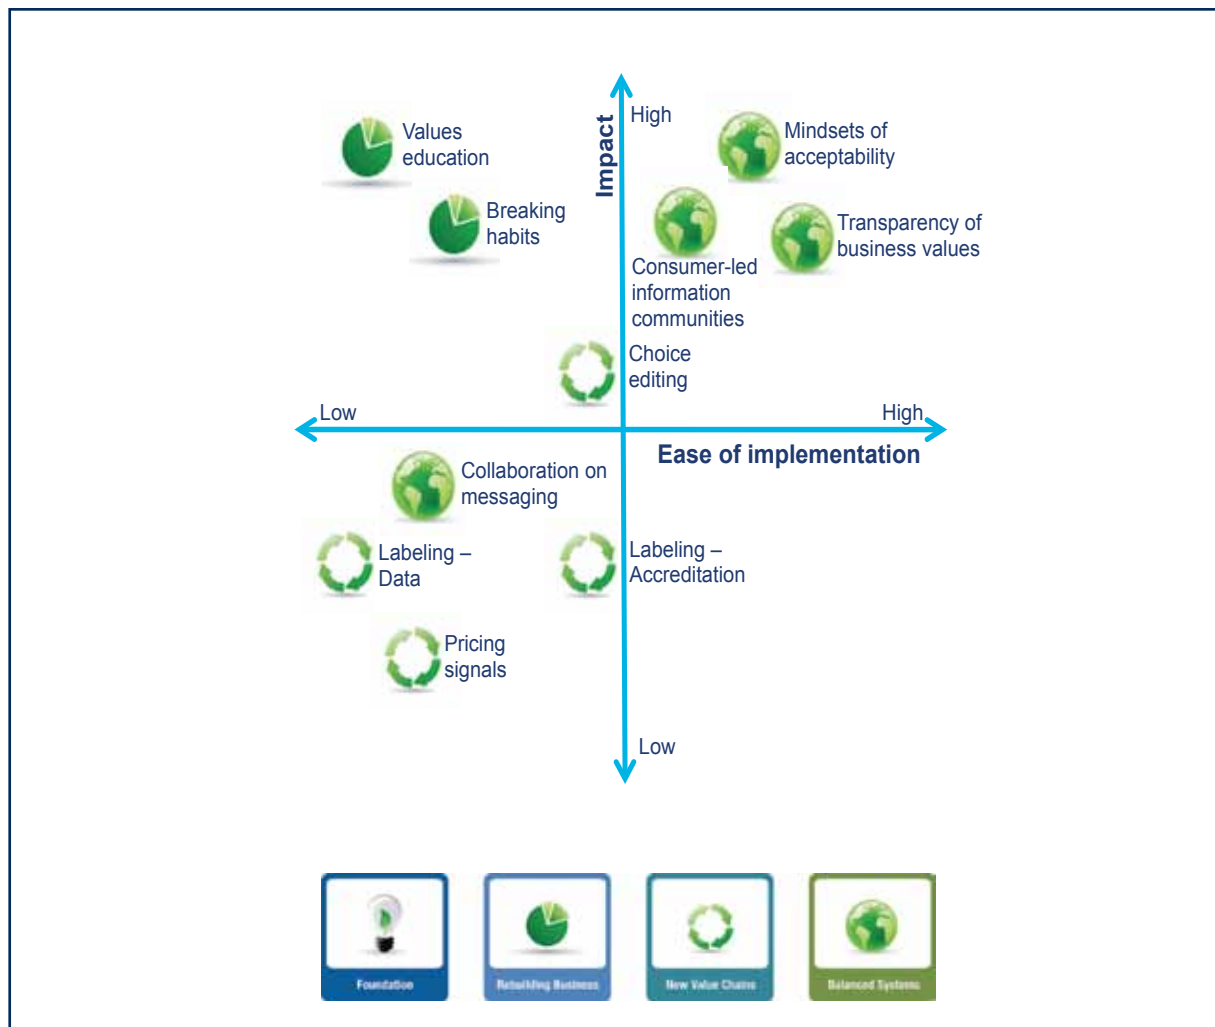 High
Impact
Values
education
Mindsets of
acceptability
Breaking
habits
Transparency of
business values
Consumer-led
information
communities
Choice
editing
Low
High
Ease of implementation
Collaboration on
messaging
Labeling –
Data
Labeling –
Accreditation
Pricing
signals
Low
Foundation
Rebuilding Business
New Value Chains
Balanced Systems